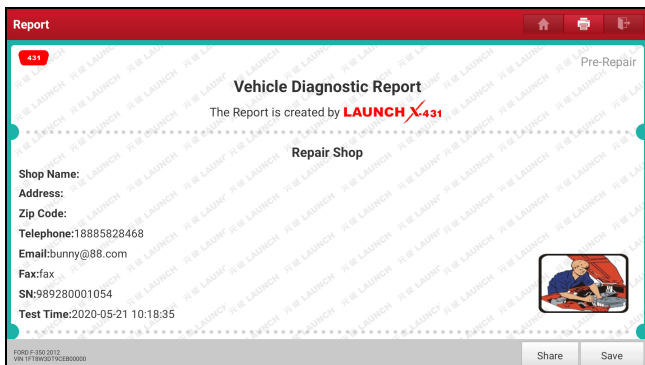 Report
431
Pre-Repair
Vehicle Diagnostic Report
The Report is created by LAUNCH X-431
Repair Shop
Shop Name:
Address:
Zip Code:
Telephone:18885828468
Email:bunny@88.com
Fax:fax
SN:989280001054
Test Time:2020-05-21 10:18:35
FORD F-350 2012
VIN 1FT8W3DT9CEB00000
Share
Save